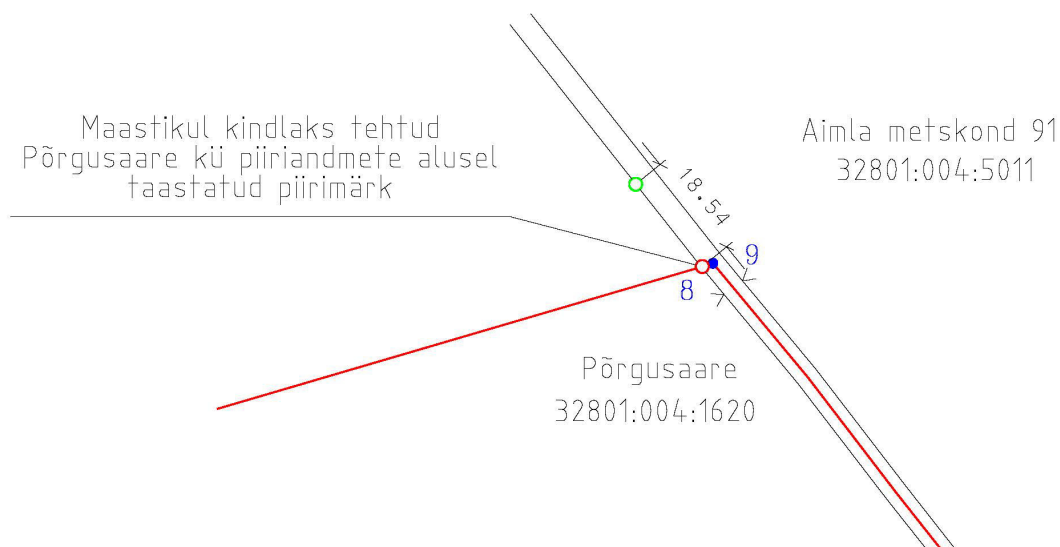 Maastikul kindlaks tehtud
Põrgusaare kü piiriandmete alusel
taastatud piirimärk
Aimla metskond 91
32801:004:5011
18.54
9
8
Põrgusaare
32801:004:1620